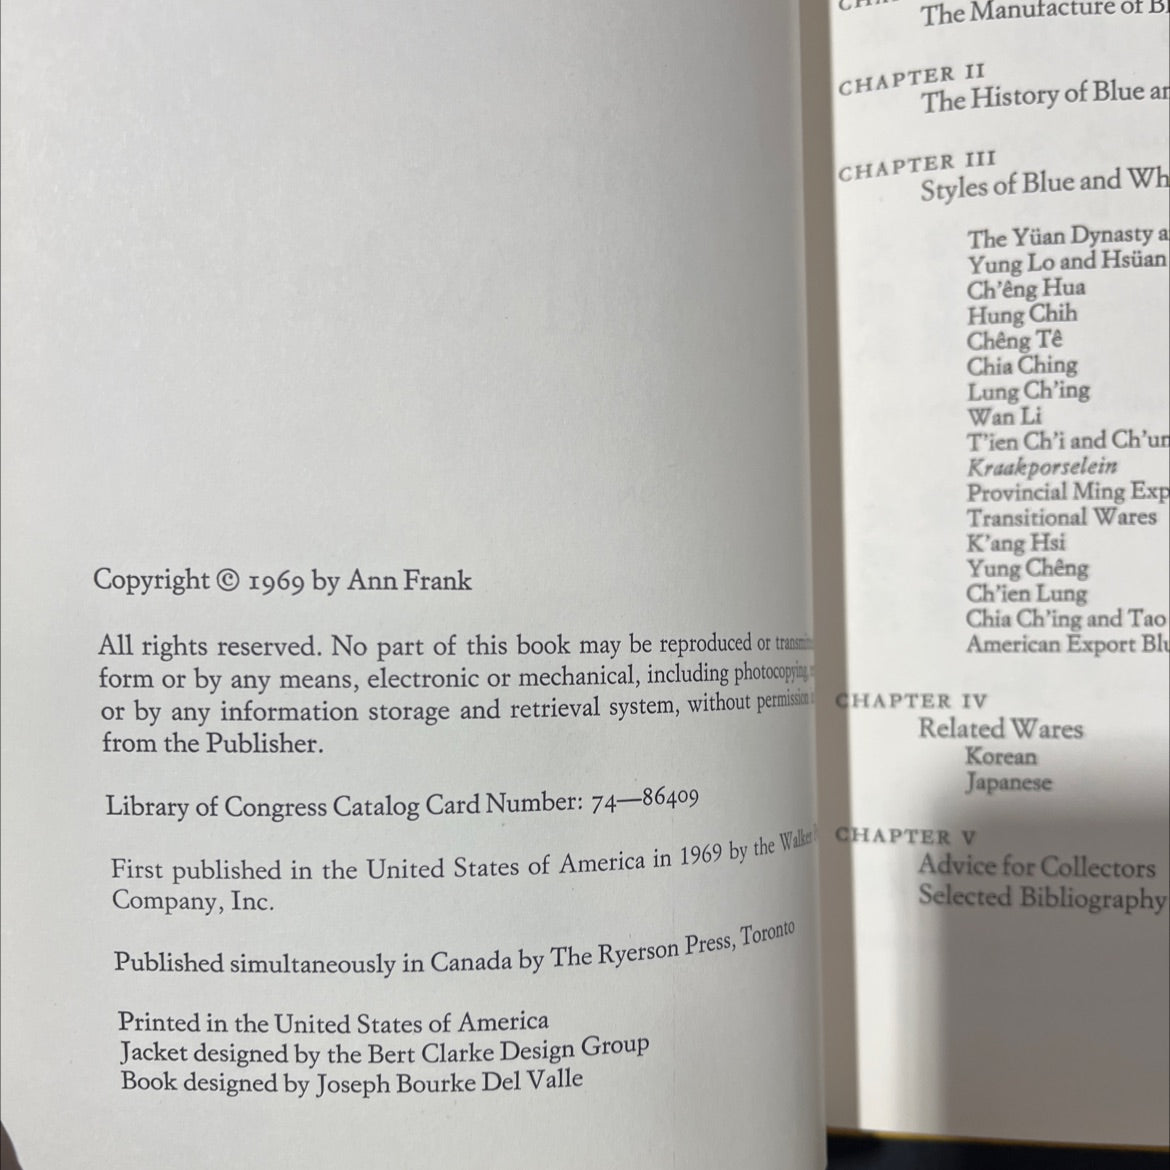 Copyright © 1969 by Ann Frank
All rights reserved. No part of this book may be reproduced or
form or by any means, electronic or mechanical, including photocopying,
or by any information storage and retrieval system, without permission
from the Publisher.
Library of Congress Catalog Card Number: 74—86409
First published in the United States of America in 1969 by the Walker
Company, Inc.
Published simultaneously in Canada by The Ryerson Press, Toronto
Printed in the United States of America
Jacket designed by the Bert Clarke Design Group
Book designed by Joseph Bourke Del Valle
The Manufacture of
CHAPTER II
The History of Blue
CHAPTER III
Styles of Blue and
The Yüan Dynasty
Yung Lo and Hsüan
Ch'êng Hua
Hung Chih
Chêng Tê
Chia Ching
Lung Ch'ing
Wan Li
T'ien Ch'i and
Kraakporselein
Provincial Ming
Transitional Wares
K'ang Hsi
Yung Chêng
Ch'ien Lung
Chia Ch'ing and Tao
American Export
CHAPTER IV
Related Wares
Korean
Japanese
CHAPTER V
Advice for Collectors
Selected Bibliography